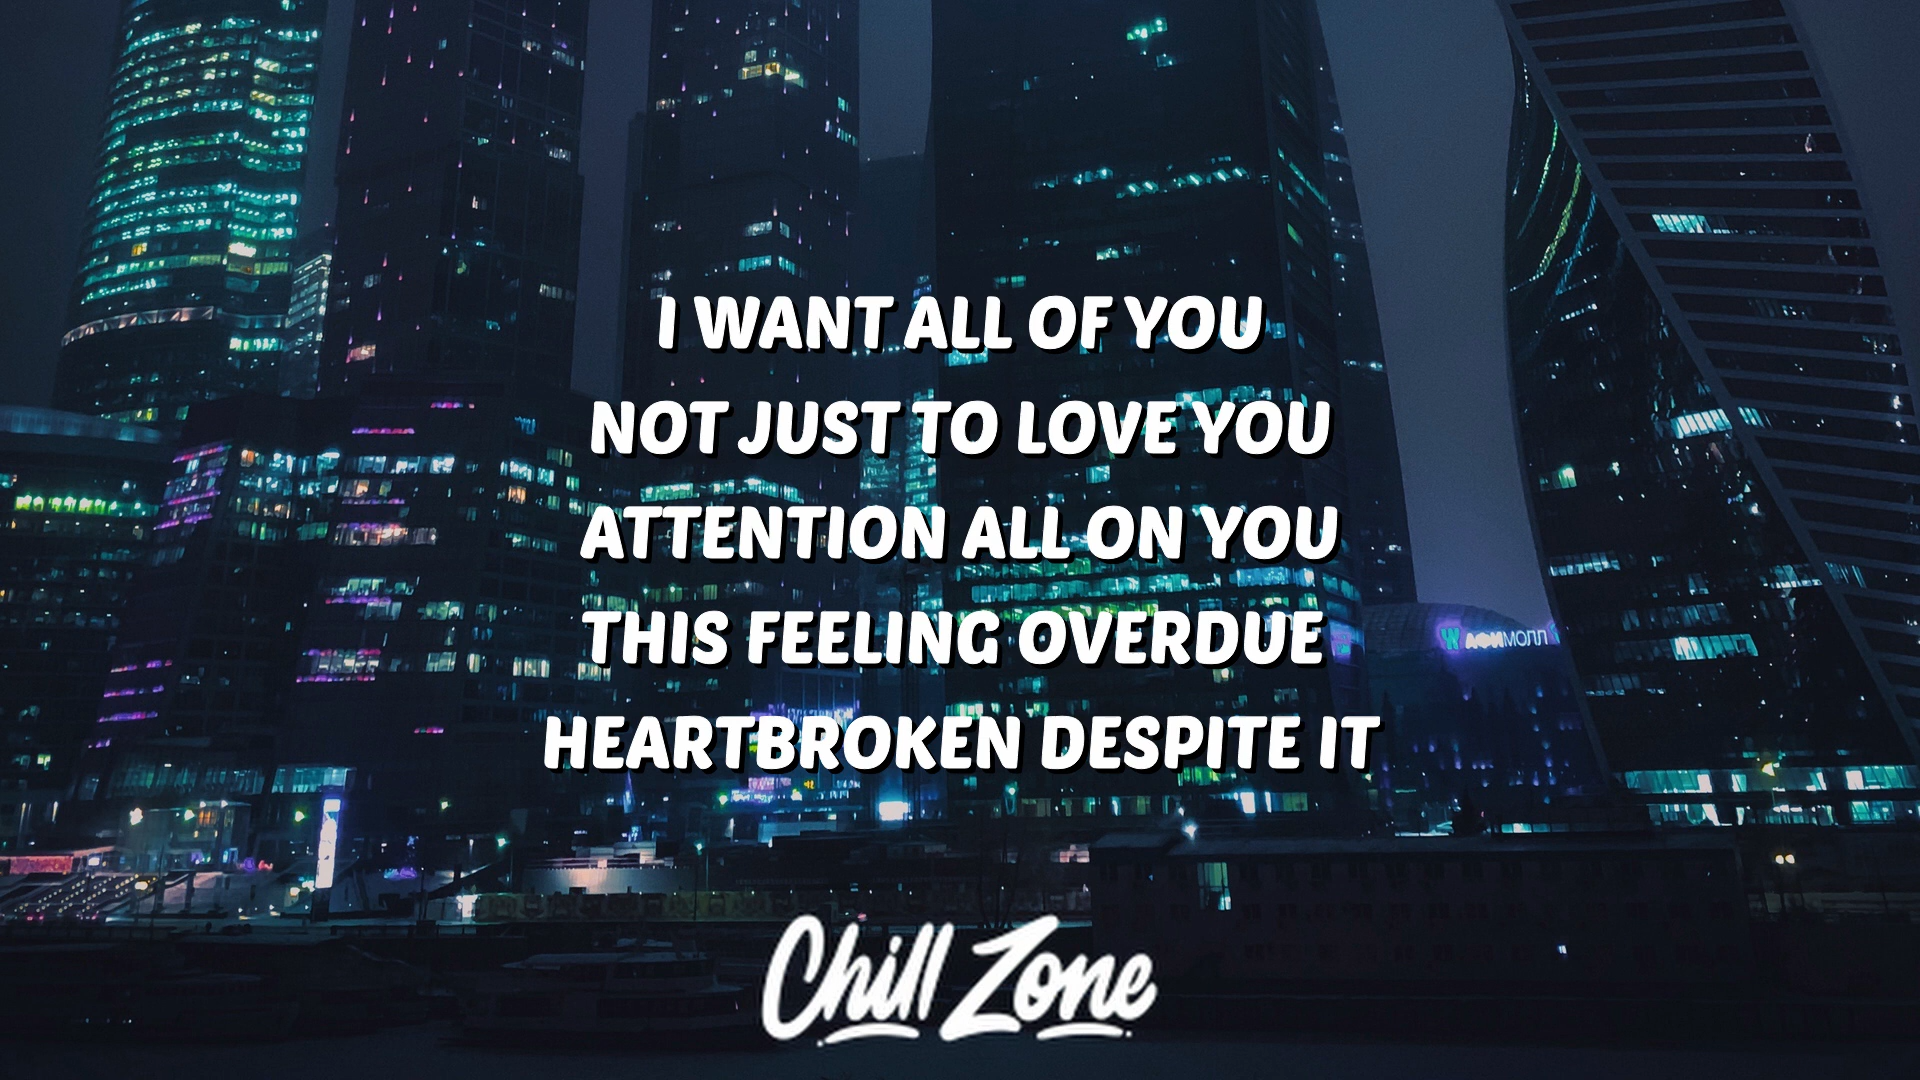 I WANT ALL OF YOU
NOT JUST TO LOVE YOU
ATTENTION ALL ON YOU
THIS FEELING OVERDUE
АФИМОЛЛ
HEARTBROKEN DESPITE IT
Chill Zone